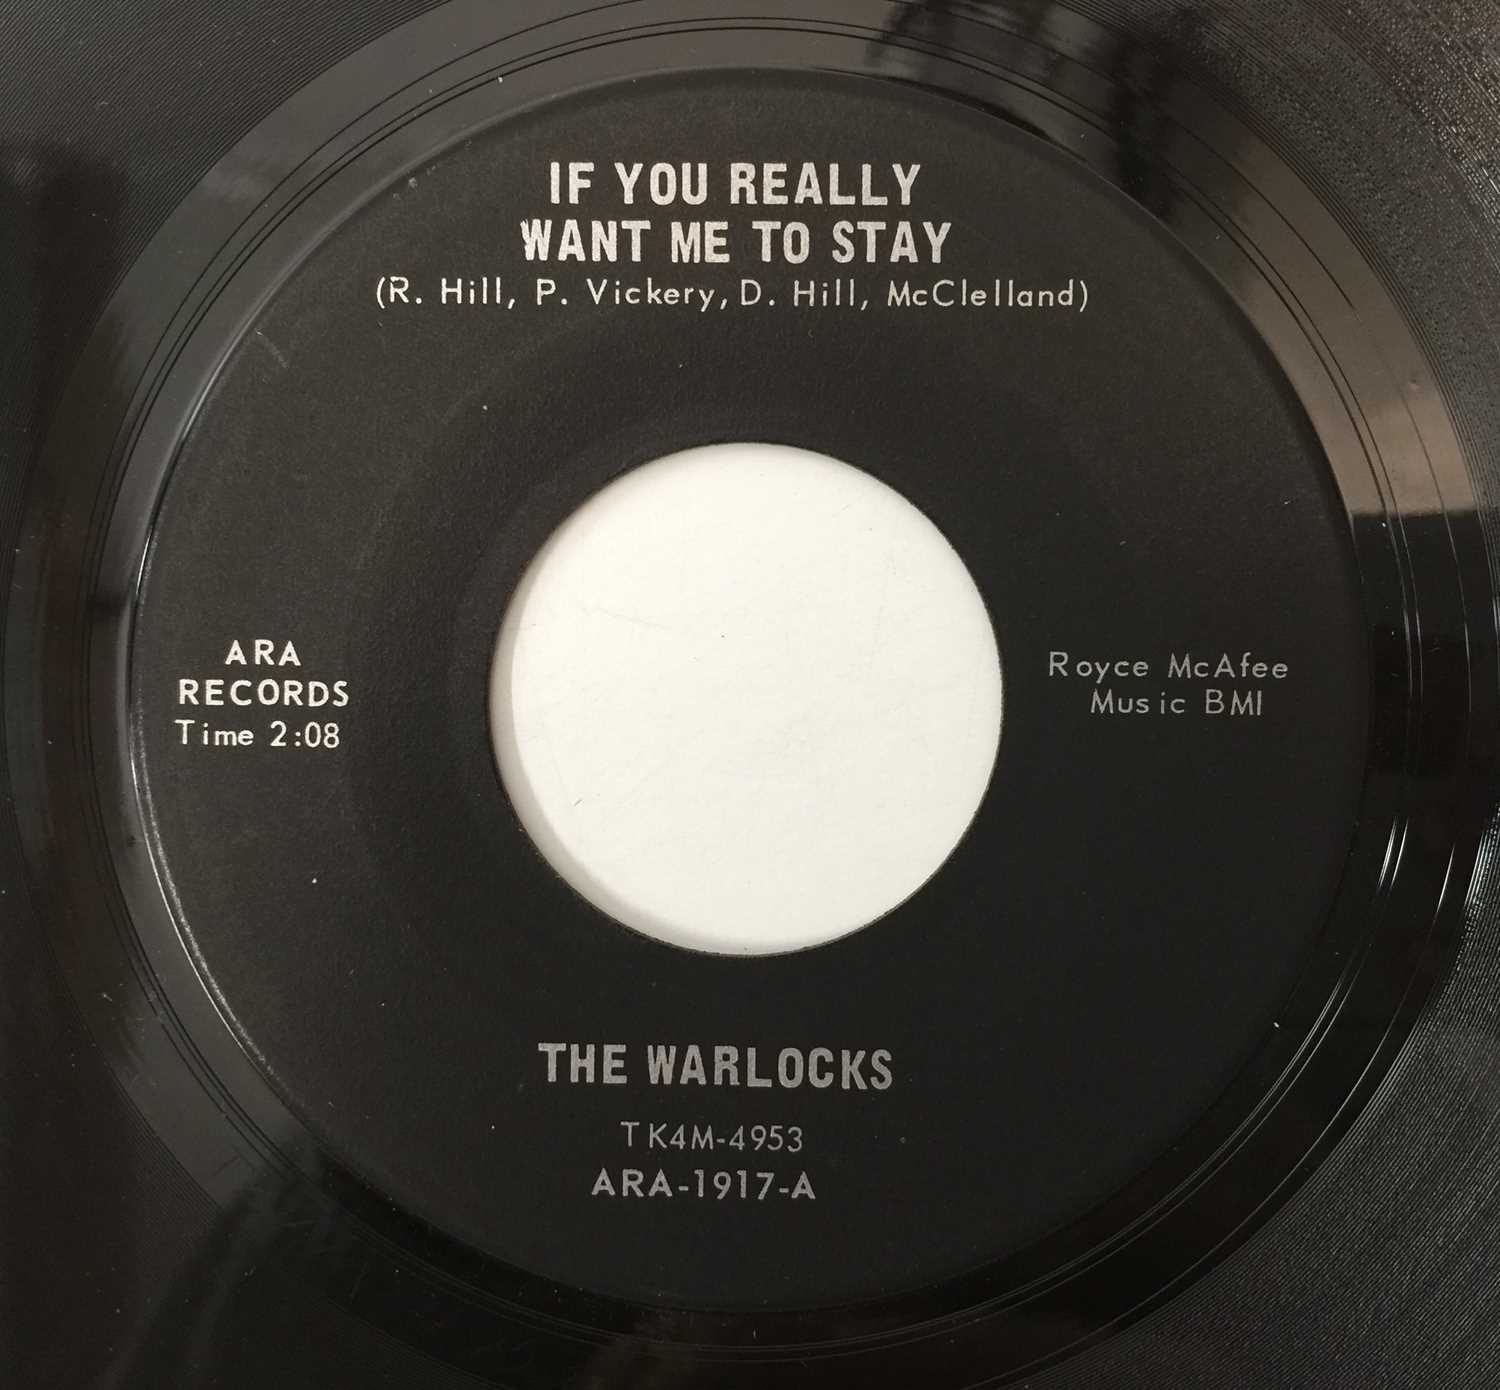 IF YOU REALLY
WANT ME TO STAY
(R. Hill, P. Vickery, D. Hill, McClelland)
ARA
RECORDS
Time 2:08
Royce McAfee
Music BMI
THE WARLOCKS
TK4M-4953
ARA-1917-A